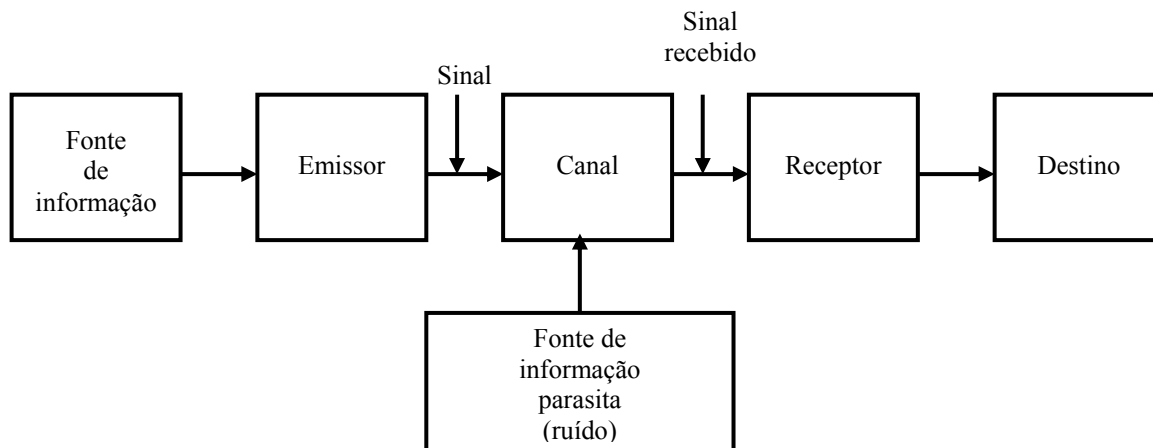 Sinal
Sinal
recebido
Fonte
de
informação
Emissor
Canal
Receptor
Destino
Fonte de
informação
parasita
(ruído)